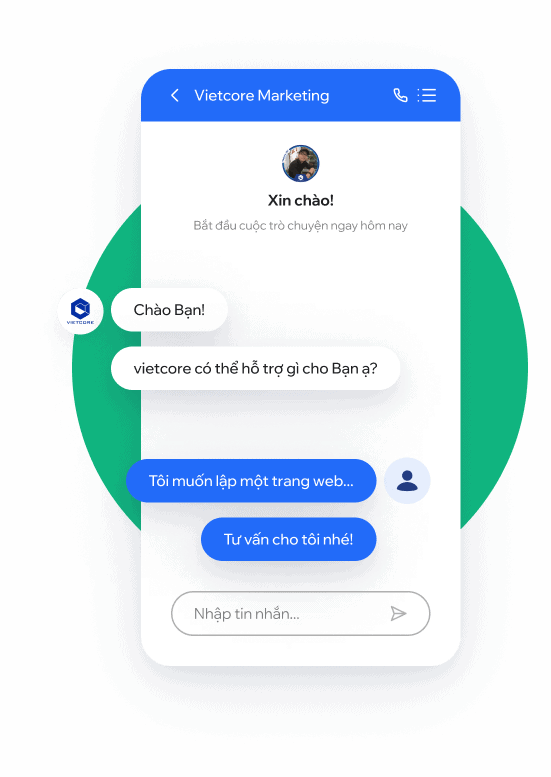 Vietcore Marketing
Xin chào!
Bắt đầu cuộc trò chuyện ngay hôm nay
VIETCORE
Chào Bạn!
vietcore có thể hỗ trợ gì cho Bạn ạ?
Tôi muốn lập một trang web...
Tư vấn cho tôi nhé!
Nhập tin nhắn...